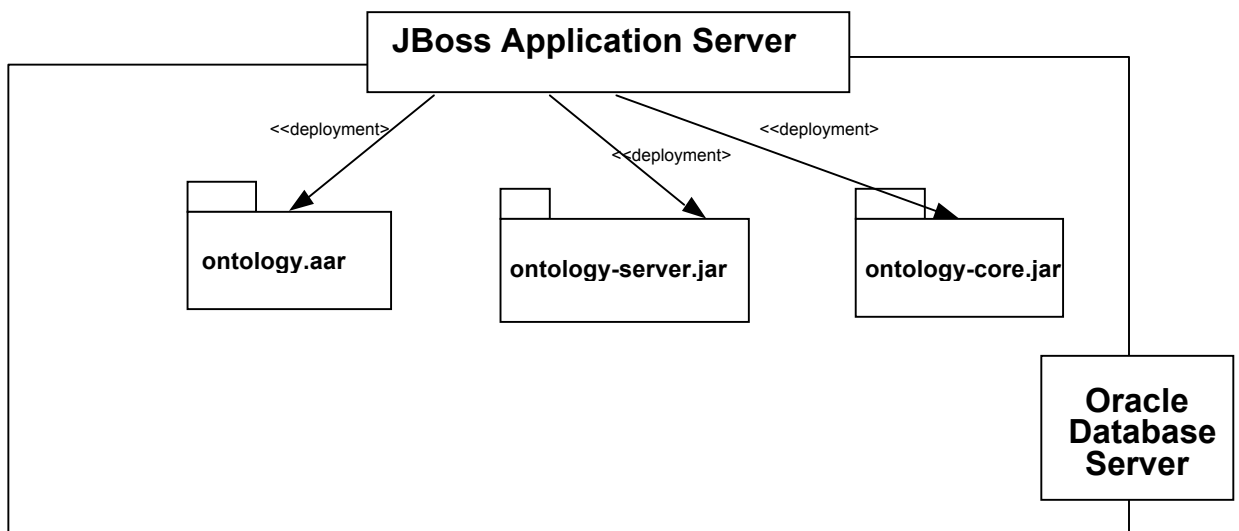 JBoss Application Server
<<deployment>
<<deployment>
<<deployment>
ontology.aar
ontology-server.jar
ontology-core.jar
Oracle
Database
Server